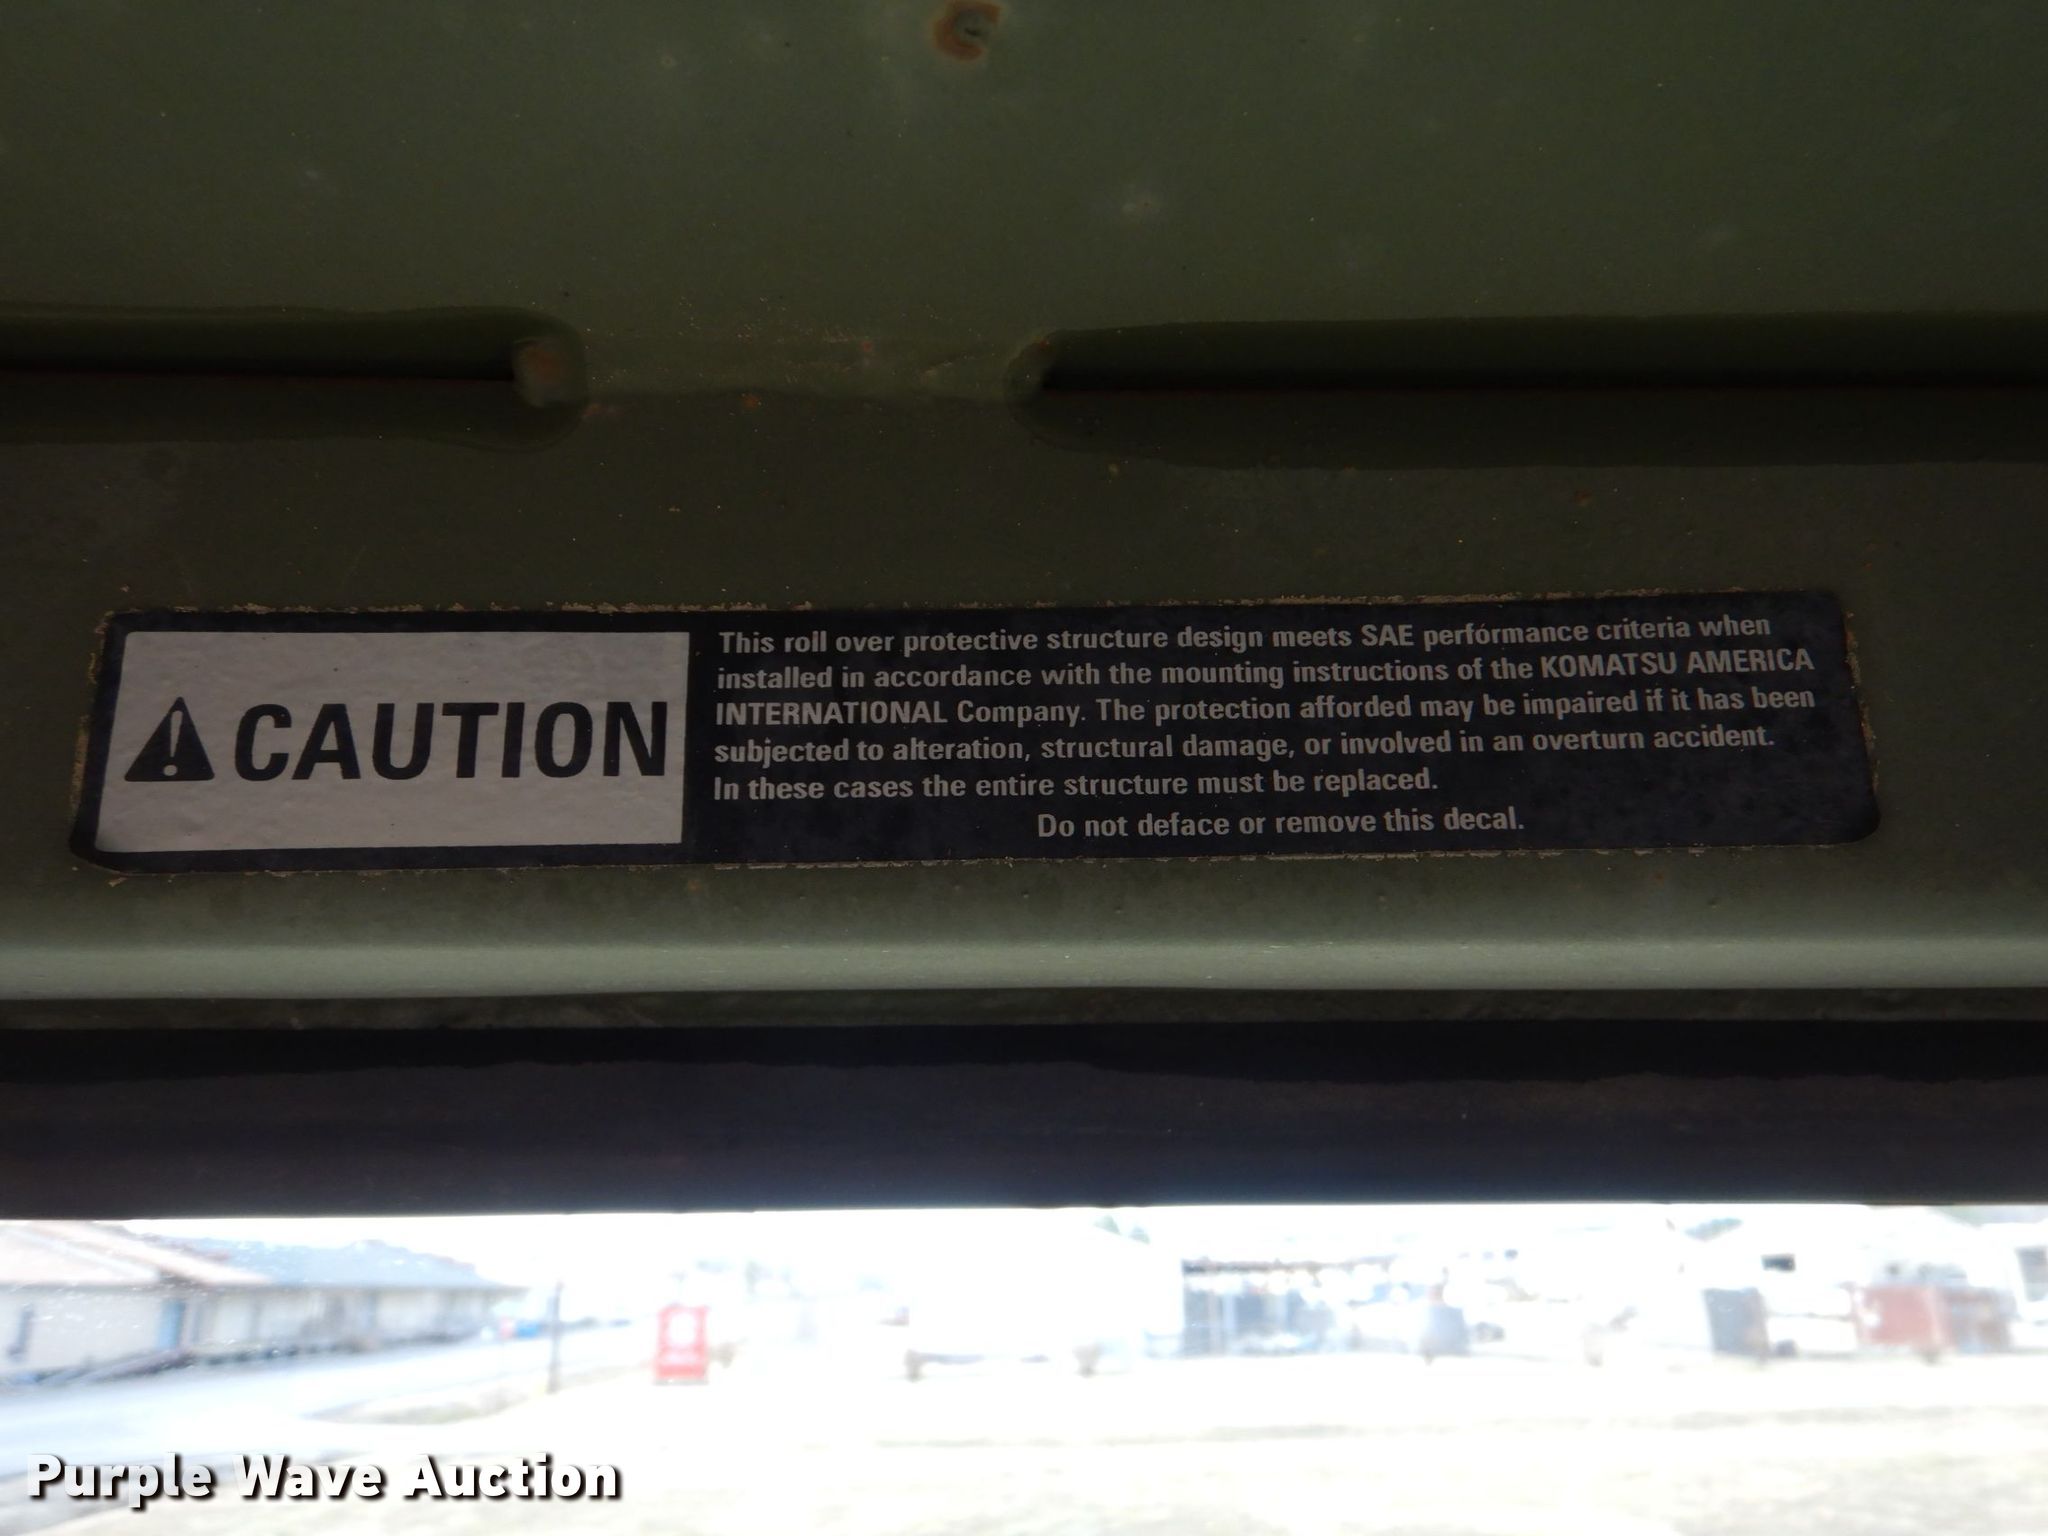 CAUTION
This roll over protective structure design meets SAE performance criteria when
installed in accordance with the mounting instructions of the KOMATSU AMERICA
INTERNATIONAL Company. The protection afforded may be impaired if it has been
subjected to alteration, structural damage, or involved in an overturn accident.
In these cases the entire structure must be replaced.
Do not deface or remove this decal.
Purple Wave Auction